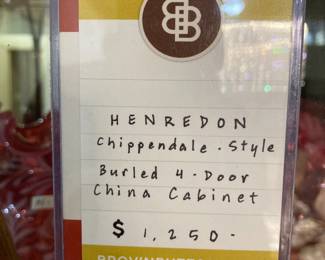 HENREDON
Chippendale - Style
Burled 4 - Door
China Cabinet
$ 1,250-